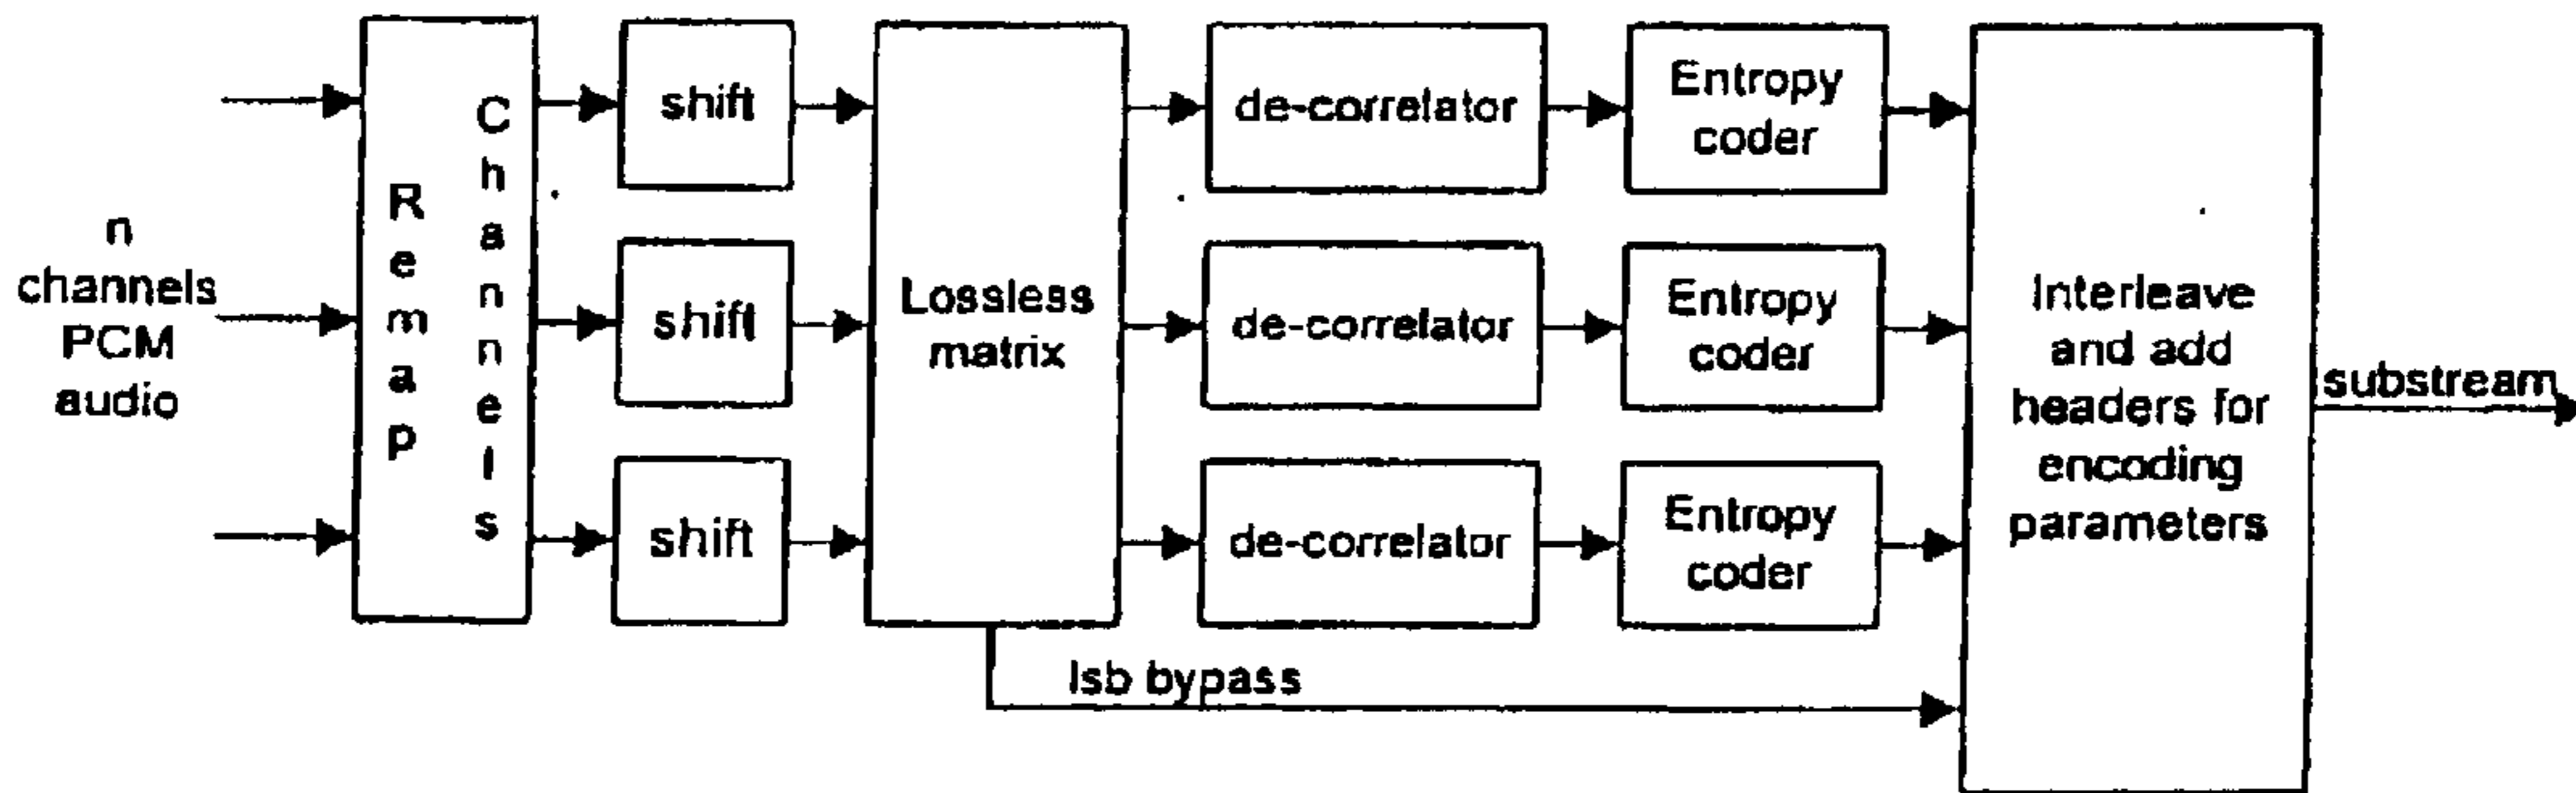 n
channels
PCM
audio
Remap
Channels
shift
shift
shift
Lossless
matrix
lsb bypass
de-correlator
de-correlator
de-correlator
Entropy
coder
Entropy
coder
Entropy
coder
Interleave
and add
headers for
encoding
parameters
substream